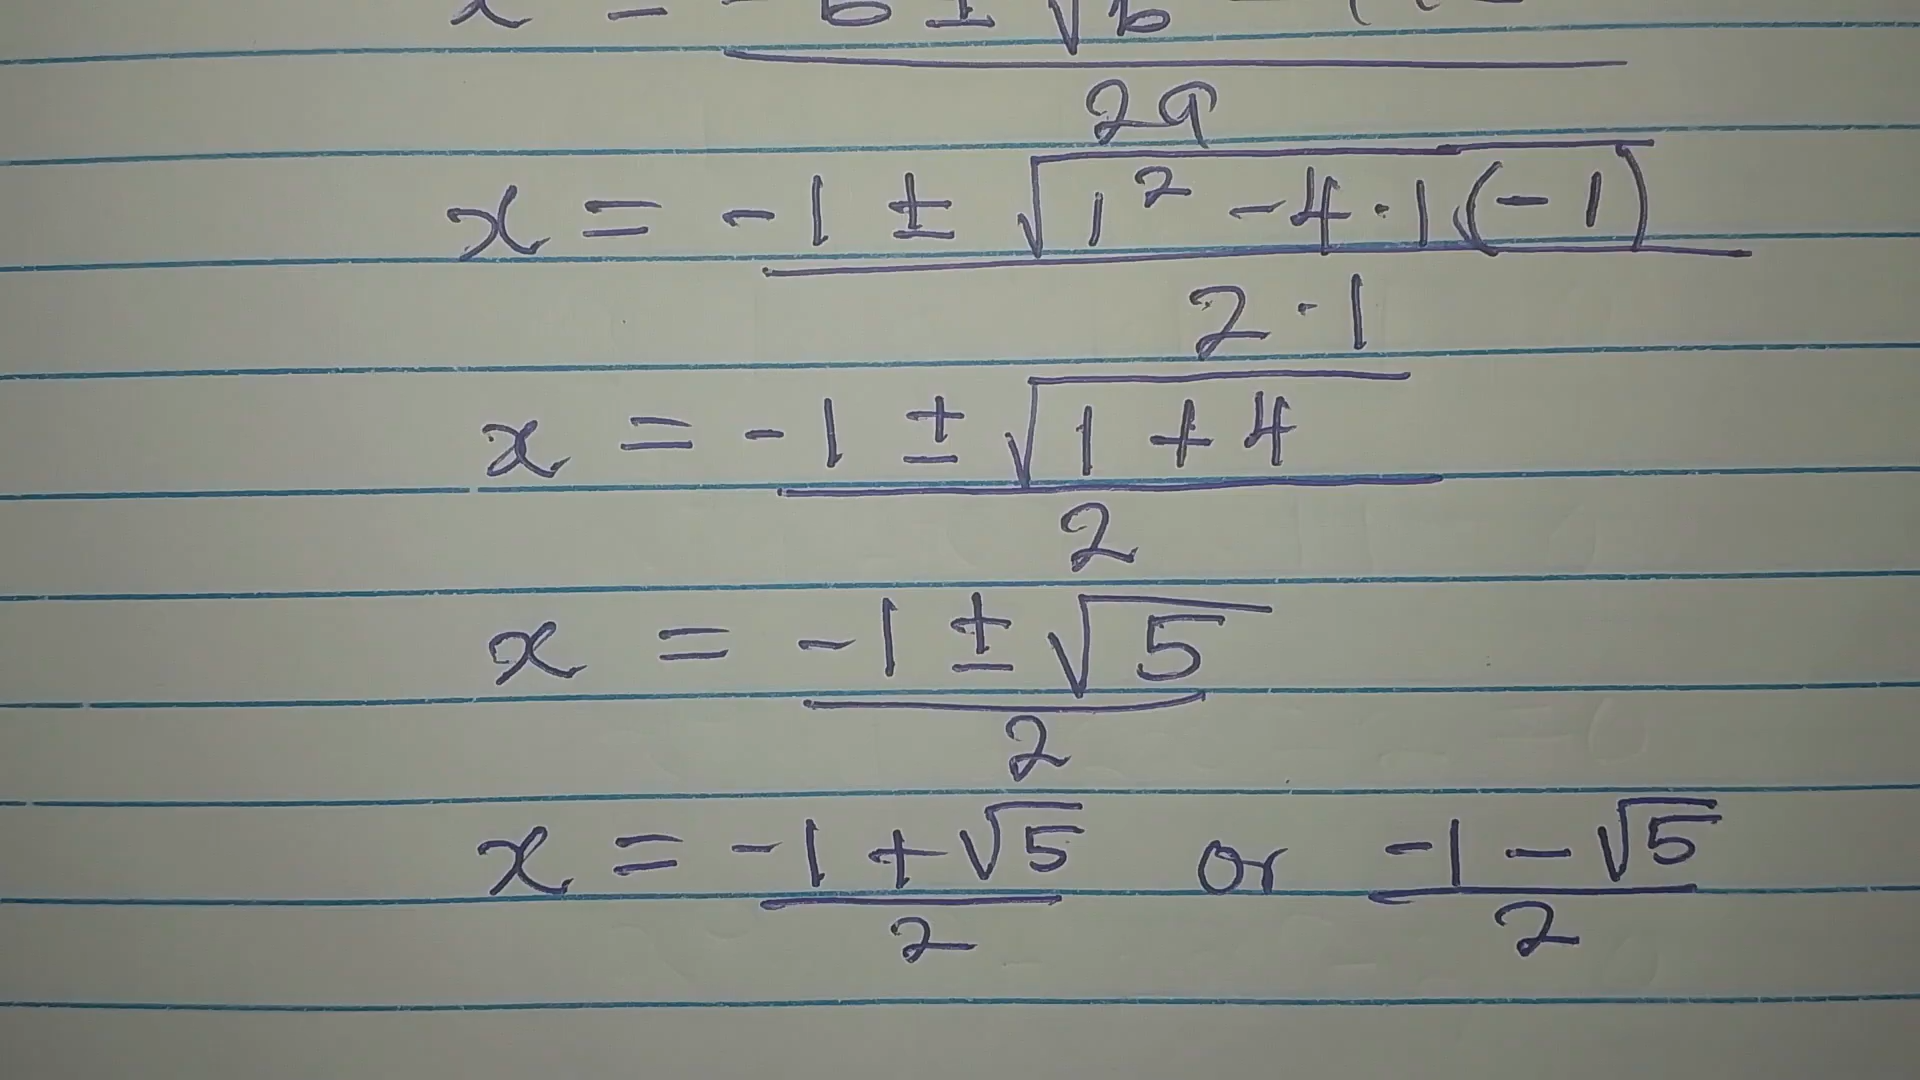 x = -b ± √b
2a
x = -1 ± √1² - 4·1(-1)
2·1
x = -1 ± √1 + 4
2
x = -1 ± √5
2
x = -1 + √5 or -1 - √5
2 2